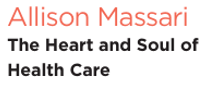 Allison Massari
The Heart and Soul of
Health Care